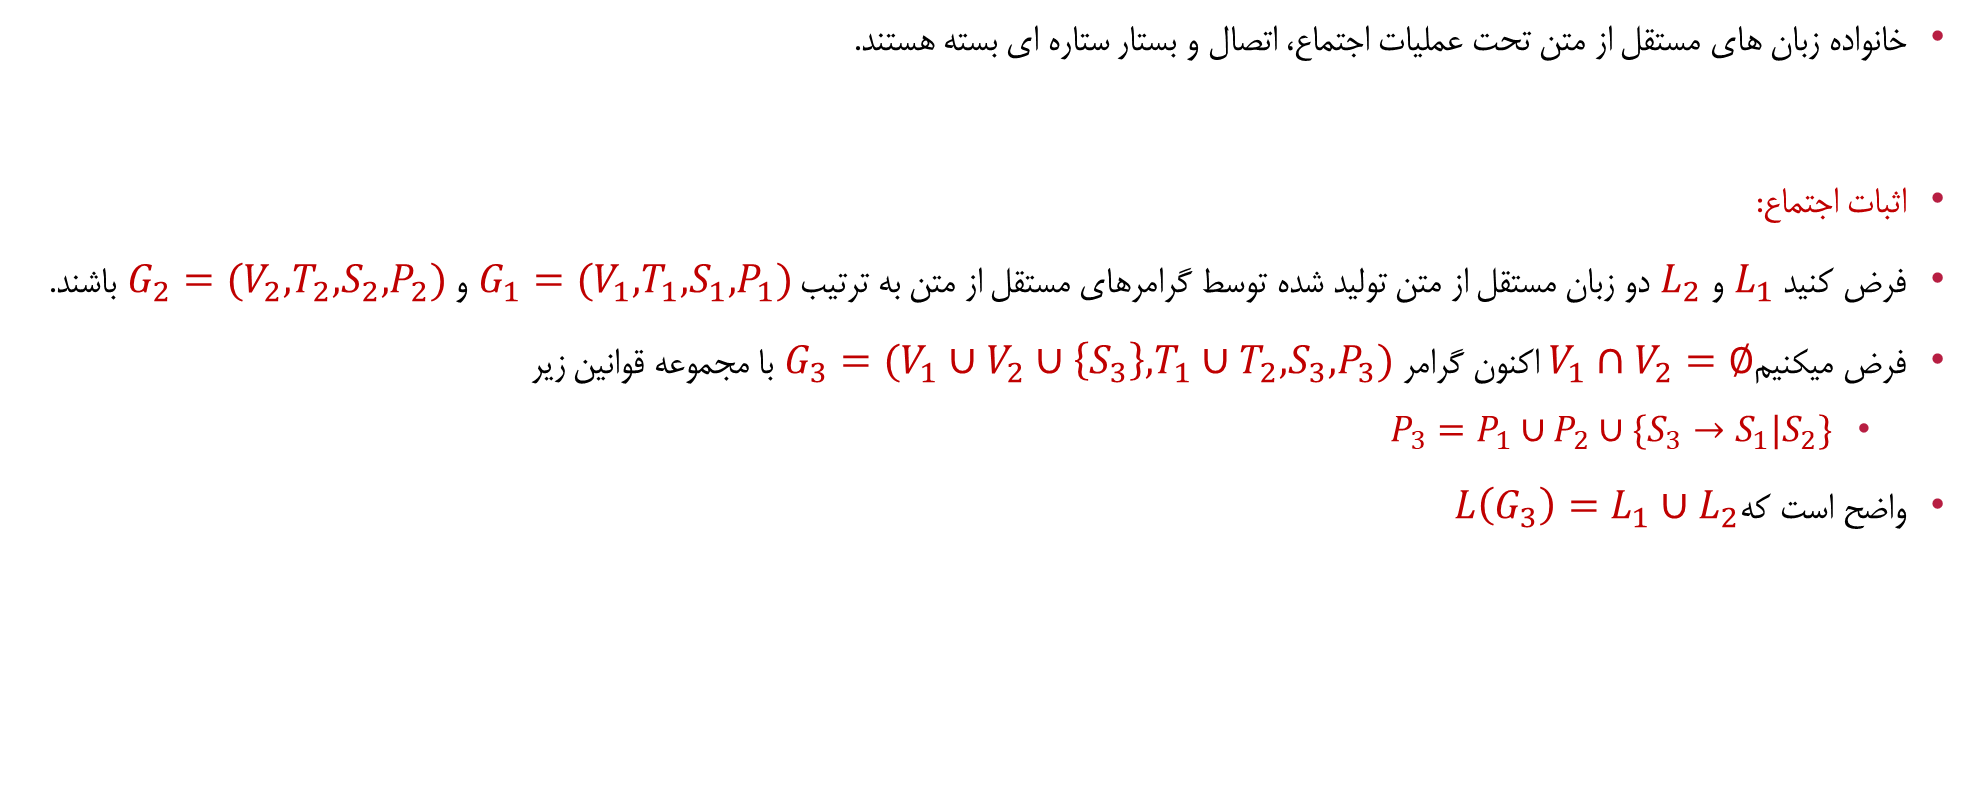 • خانواده زبان های مستقل از متن تحت عملیات اجتماع، اتصال و بستار ستاره ای بسته هستند.
• اثبات اجتماع:
• فرض کنید L₁ و L₂ دو زبان مستقل از متن تولید شده توسط گرامرهای مستقل از متن به ترتیب G₁ = (V₁,T₁,S₁,P₁) و G₂ = (V₂,T₂,S₂,P₂) باشند.
• فرض میکنیم V₁ ∩ V₂ = ∅ اکنون گرامر G₃ = (V₁ ∪ V₂ ∪ {S₃},T₁ ∪ T₂,S₃,P₃) با مجموعه قوانین زیر
• P₃ = P₁ ∪ P₂ ∪ {S₃ → S₁|S₂}
• واضح است که L(G₃) = L₁ ∪ L₂